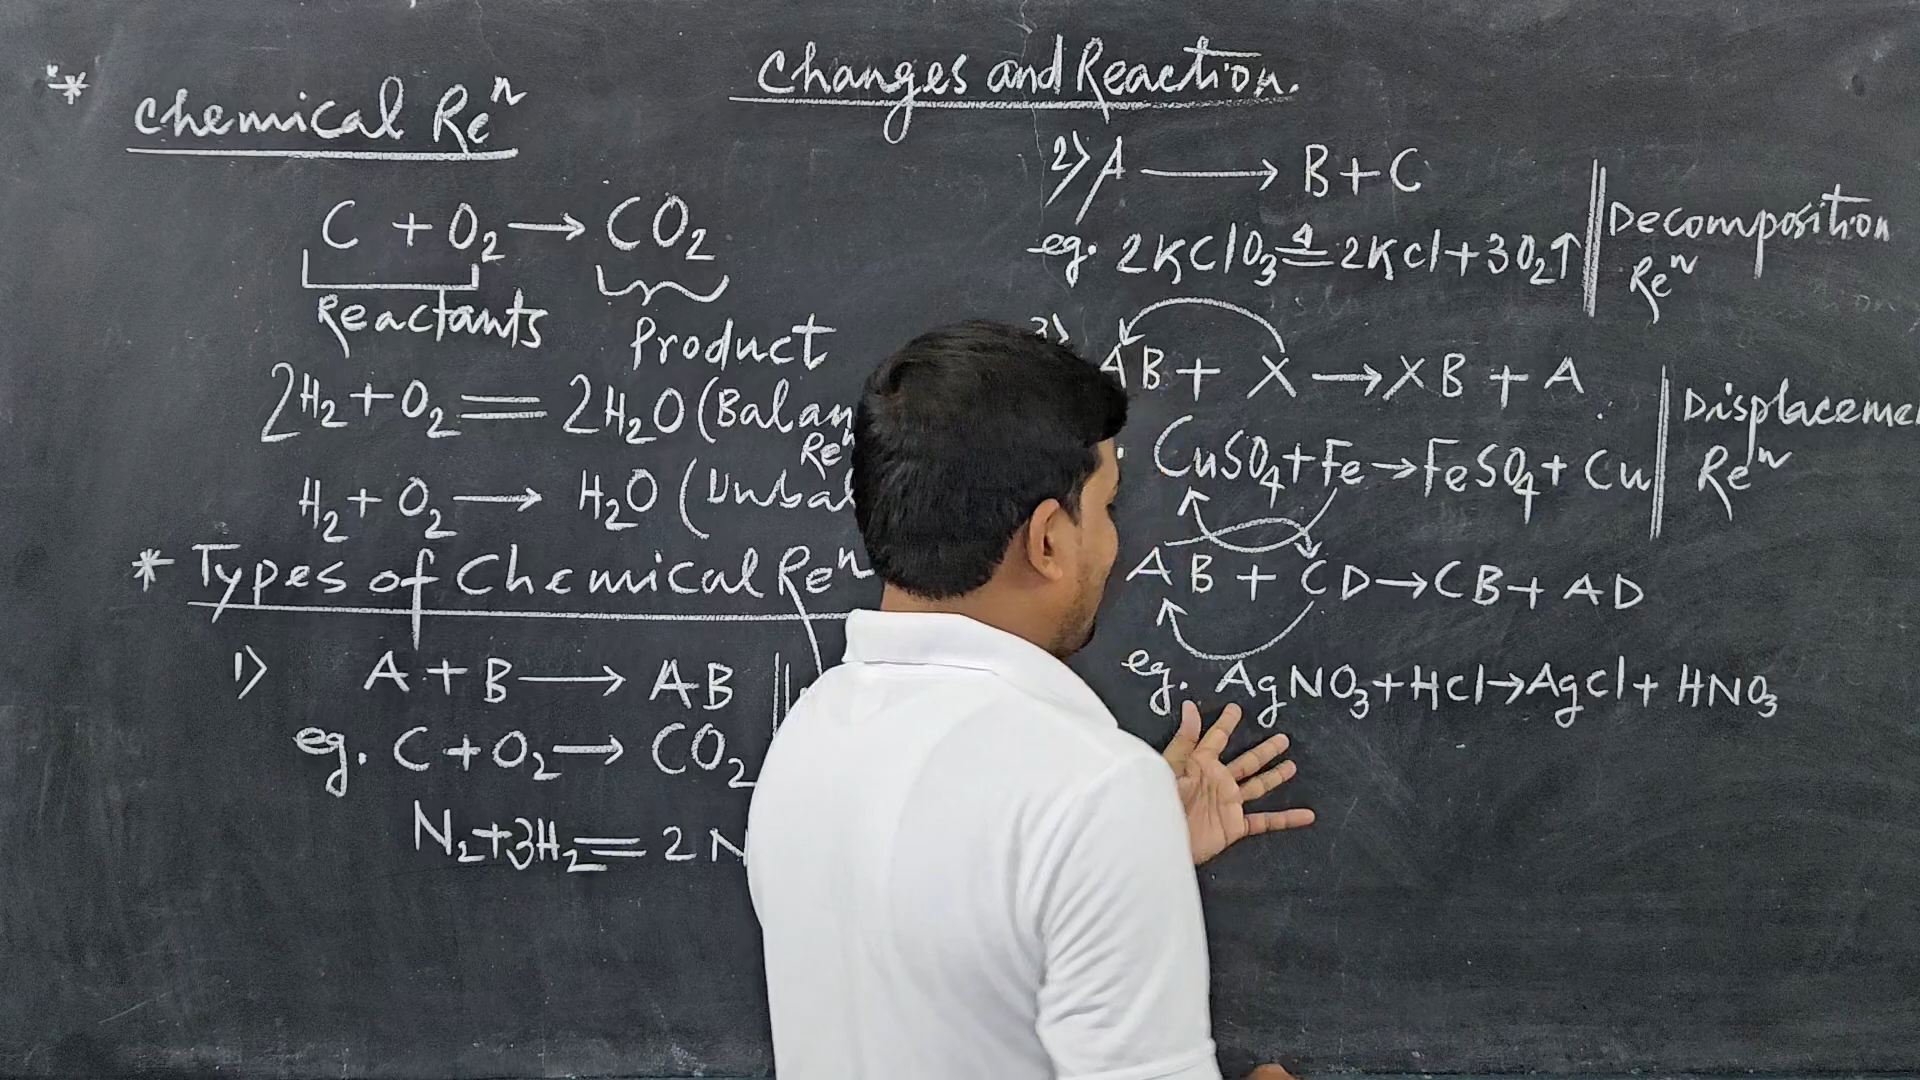 Changes and Reaction.
** Chemical Reⁿ
C + O₂ → CO₂
Reactants
Product
2H₂ + O₂ = 2H₂O (Balan
Reⁿ
H₂ + O₂ → H₂O (Unbal
* Types of Chemical Reⁿ
1) A + B → AB
eg. C + O₂ → CO₂
N₂ + 3H₂ = 2N
2) A → B + C
eg. 2KClO₃ ≜ 2KCl + 3O₂↑
Decomposition
Reⁿ
3)
AB + X → XB + A
CuSO₄ + Fe → FeSO₄ + Cu
Displaceme
Reⁿ
AB + CD → CB + AD
eg. AgNO₃ + HCl → AgCl + HNO₃